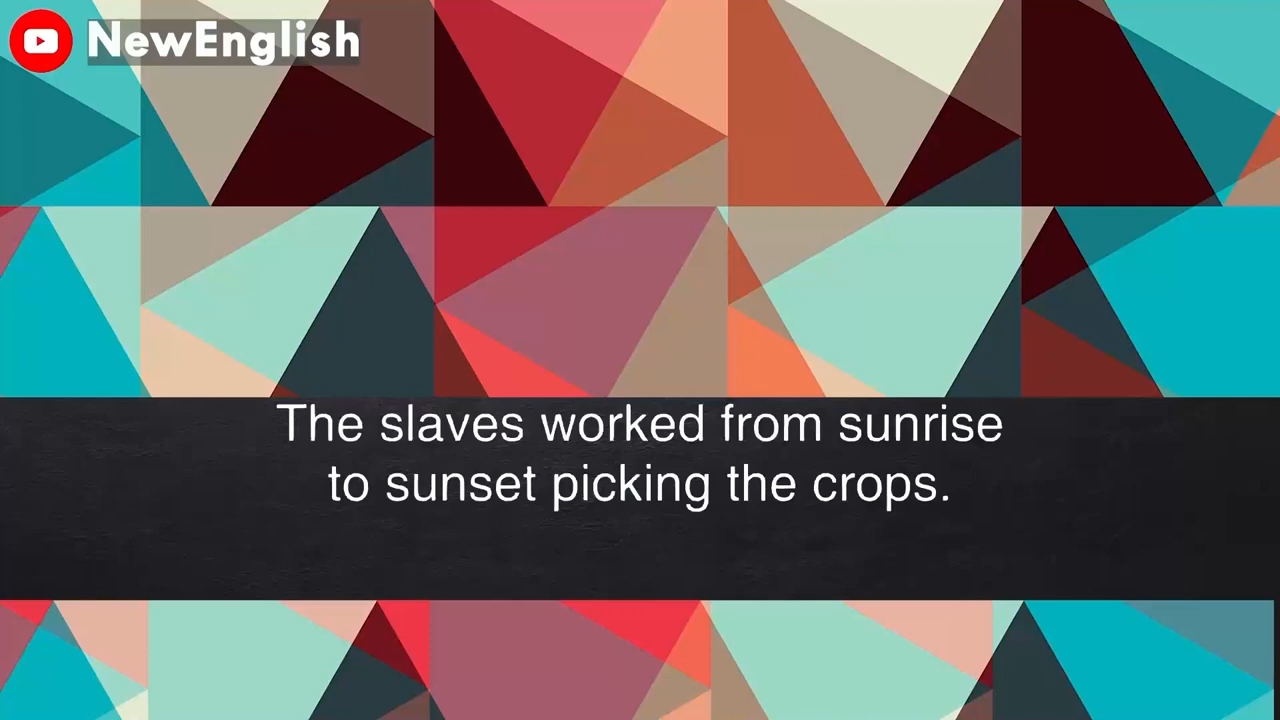 NewEnglish
The slaves worked from sunrise
to sunset picking the crops.